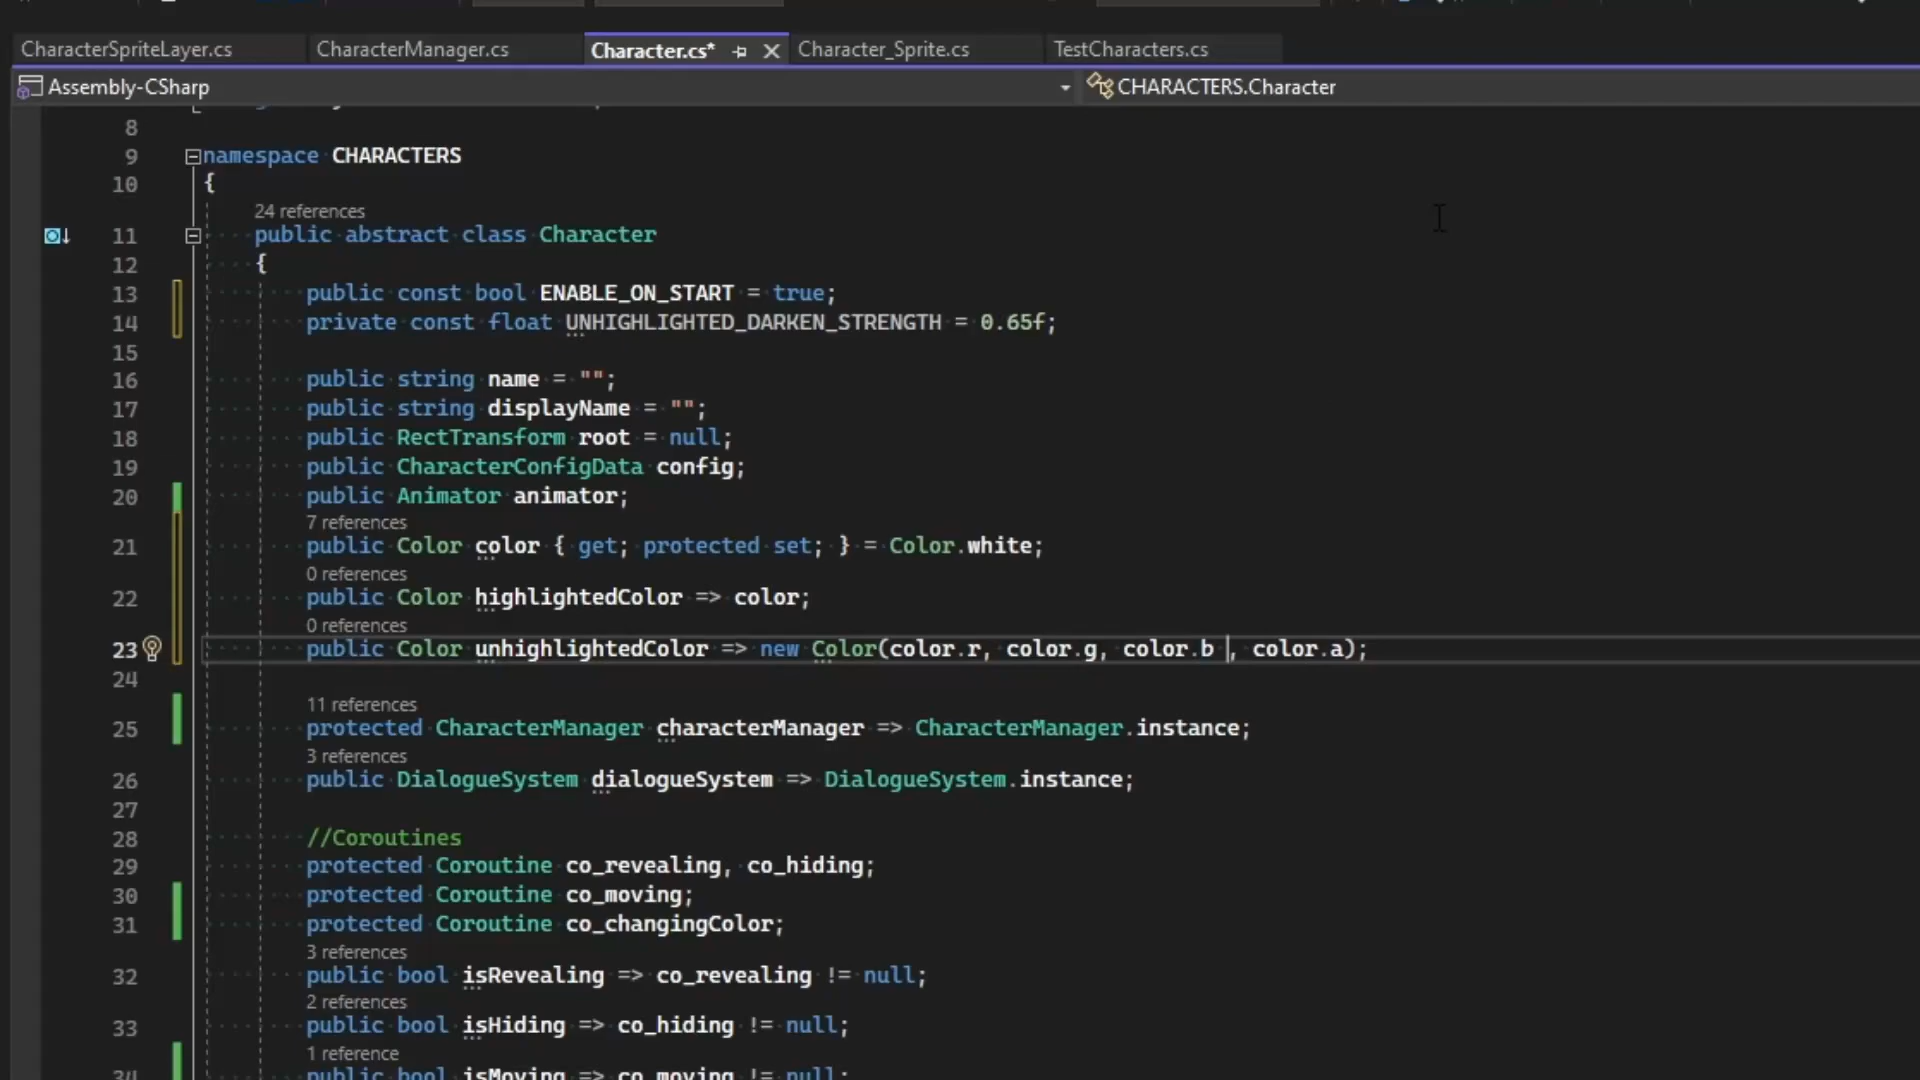 CharacterSpriteLayer.cs CharacterManager.cs Character.cs* Character_Sprite.cs TestCharacters.cs
Assembly-CSharp CHARACTERS.Character
8
9 namespace CHARACTERS
10 {
24 references
11 public abstract class Character
12 {
13 public const bool ENABLE_ON_START = true;
14 private const float UNHIGHLIGHTED_DARKEN_STRENGTH = 0.65f;
15
16 public string name = "";
17 public string displayName = "";
18 public RectTransform root = null;
19 public CharacterConfigData config;
20 public Animator animator;
7 references
21 public Color color { get; protected set; } = Color.white;
0 references
22 public Color highlightedColor => color;
0 references
23 public Color unhighlightedColor => new Color(color.r, color.g, color.b , color.a);
24
11 references
25 protected CharacterManager characterManager => CharacterManager.instance;
3 references
26 public DialogueSystem dialogueSystem => DialogueSystem.instance;
27
28 //Coroutines
29 protected Coroutine co_revealing, co_hiding;
30 protected Coroutine co_moving;
31 protected Coroutine co_changingColor;
3 references
32 public bool isRevealing => co_revealing != null;
2 references
33 public bool isHiding => co_hiding != null;
1 reference
34 public bool isMoving => co_moving != null;